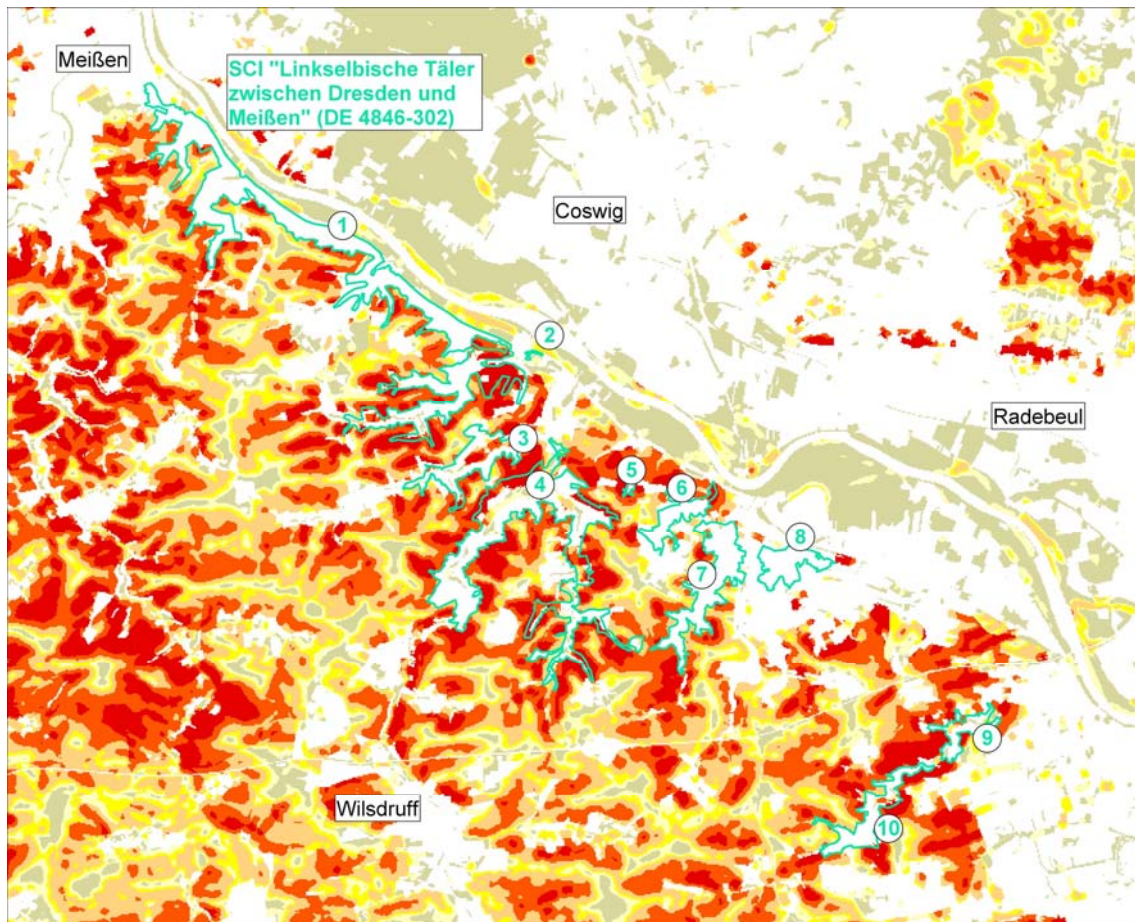 Meißen
SCI "Linkselbische Täler
zwischen Dresden und
Meißen" (DE 4846-302)
1
Coswig
2
Radebeul
3
4
5
6
7
8
9
Wilsdruff
10